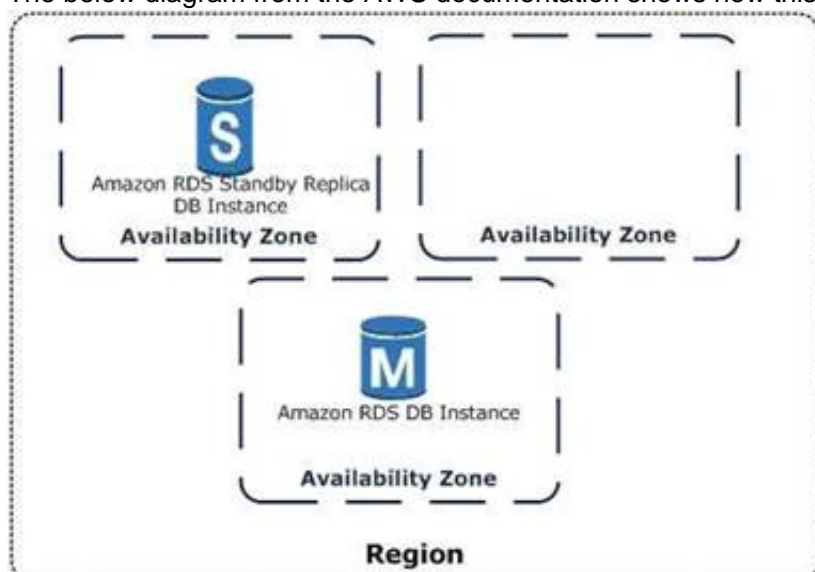 The below diagram from the AWS documentation shows how this
S
Amazon RDS Standby Replica
DB Instance
Availability Zone
Availability Zone
M
Amazon RDS DB Instance
Availability Zone
Region